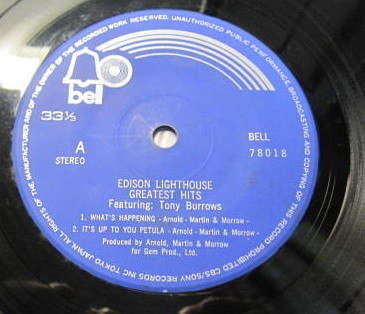 ALL RIGHTS OF THE MANUFACTURER AND OF THE OWNER OF THE RECORDED WORK RESERVED. UNAUTHORIZED PUBLIC PERFORMANCE, BROADCASTING AND COPYING OF THIS RECORD PROHIBITED CBS/SONY RECORDS INC TOKYO JAPAN.
bell
33⅓
A
STEREO
BELL
78018
EDISON LIGHTHOUSE
GREATEST HITS
Featuring: Tony Burrows
1. WHAT'S HAPPENING -Arnold - Martin & Morrow-
2. IT'S UP TO YOU PETULA -Arnold - Martin & Morrow-
Produced by Arnold, Martin & Morrow
for Gem Prod., Ltd.